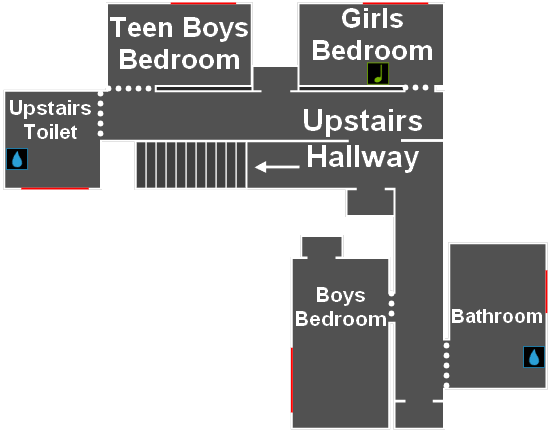 Teen Boys
Bedroom
Girls
Bedroom
Upstairs
Toilet
Upstairs
Hallway
Boys
Bedroom
Bathroom